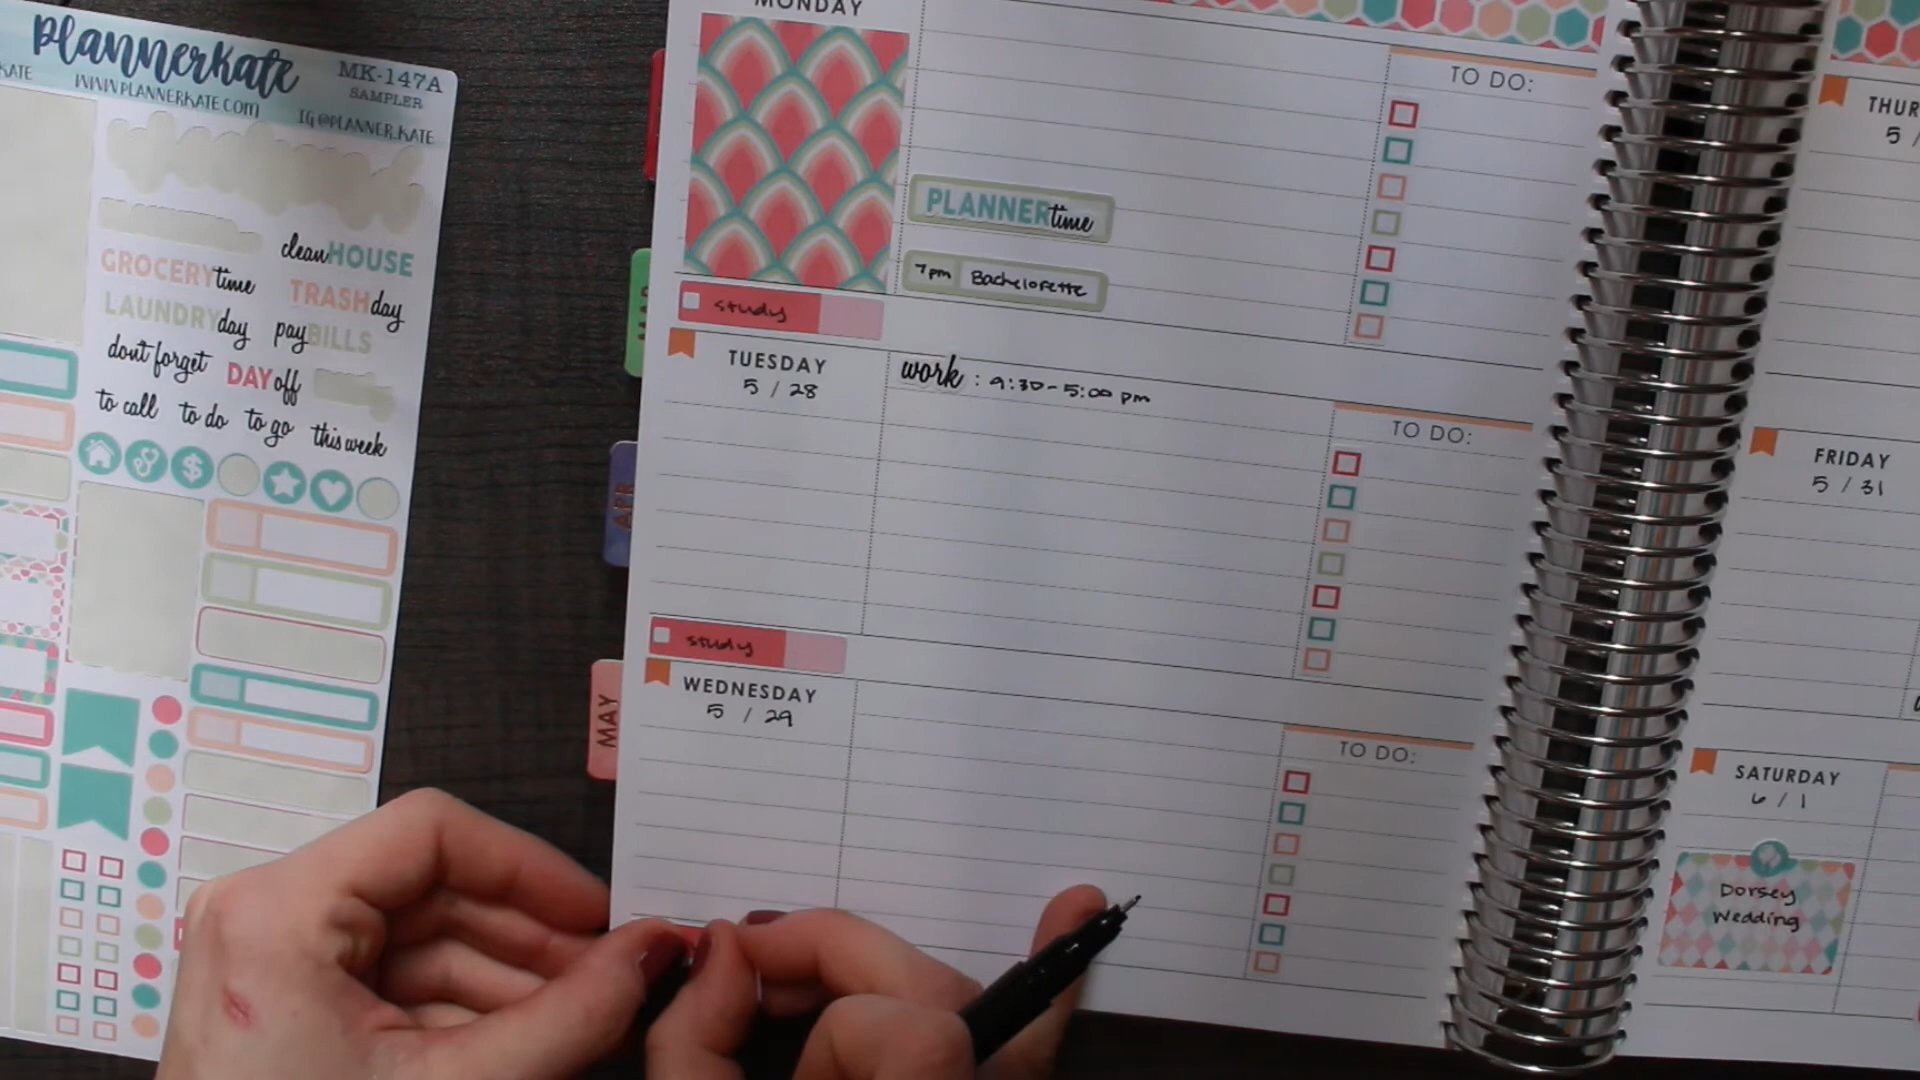 plannerkate
WWW.PLANNERKATE.COM
MK-147A
SAMPLER
IG @PLANNER.KATE
KATE
clean HOUSE
GROCERY time
TRASH day
LAUNDRY day
pay BILLS
dont forget
DAY off
to call
to do
to go
this week
MONDAY
TO DO:
PLANNER time
7pm Bachelorette
study
TUESDAY
5 / 28
work : 9:30-5:00 pm
TO DO:
study
WEDNESDAY
5 / 29
TO DO:
APR
MAY
THUR
5 /
FRIDAY
5 / 31
SATURDAY
6 / 1
Dorsey
Wedding